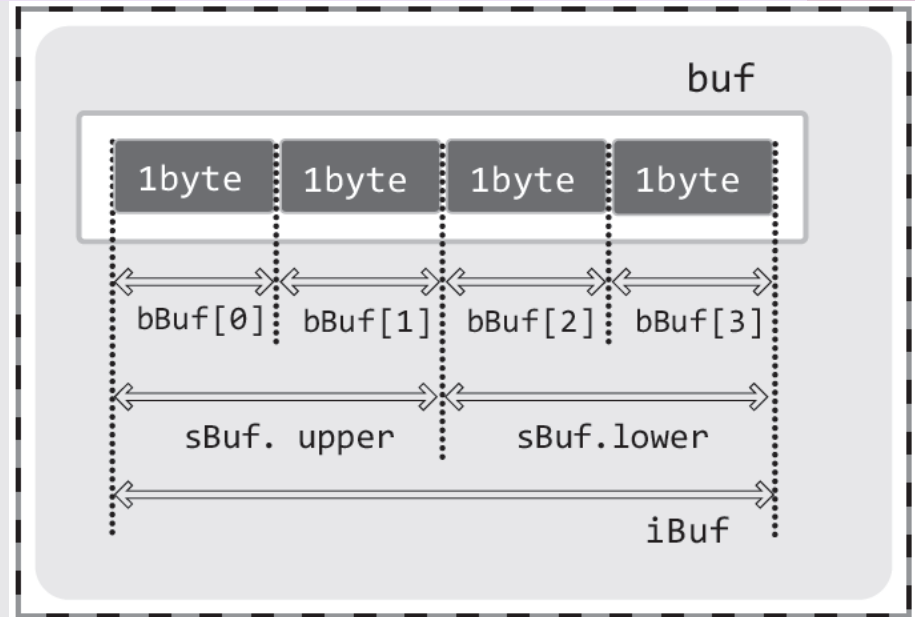 buf
1byte 1byte 1byte 1byte
bBuf[0] bBuf[1] bBuf[2] bBuf[3]
sBuf. upper sBuf.lower
iBuf